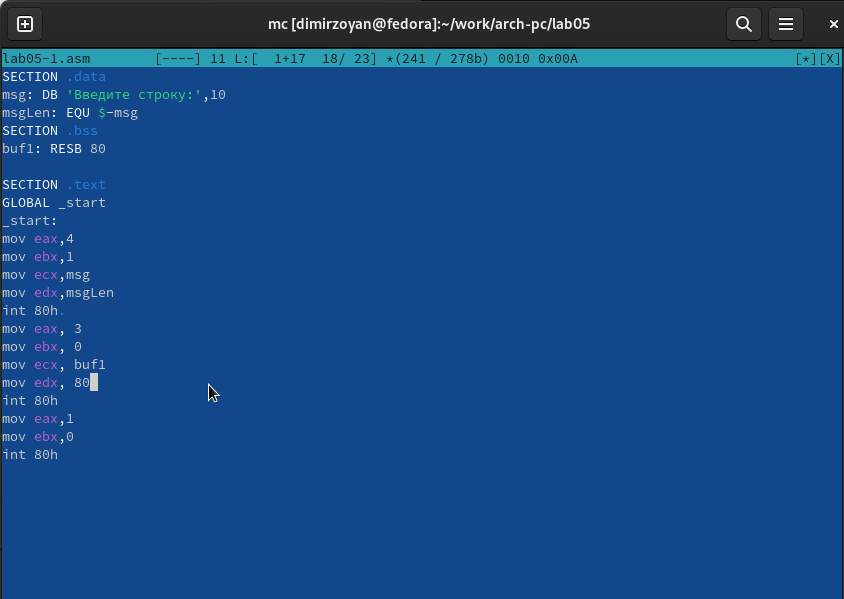 mc [dimirzoyan@fedora]:~/work/arch-pc/lab05
lab05-1.asm        [----] 11 L:[  1+17  18/ 23] *(241 / 278b) 0010 0x00A        [*][X]
SECTION .data
msg: DB 'Введите строку:',10
msgLen: EQU $-msg
SECTION .bss
buf1: RESB 80

SECTION .text
GLOBAL _start
_start:
mov eax,4
mov ebx,1
mov ecx,msg
mov edx,msgLen
int 80h.
mov eax, 3
mov ebx, 0
mov ecx, buf1
mov edx, 80
int 80h
mov eax,1
mov ebx,0
int 80h